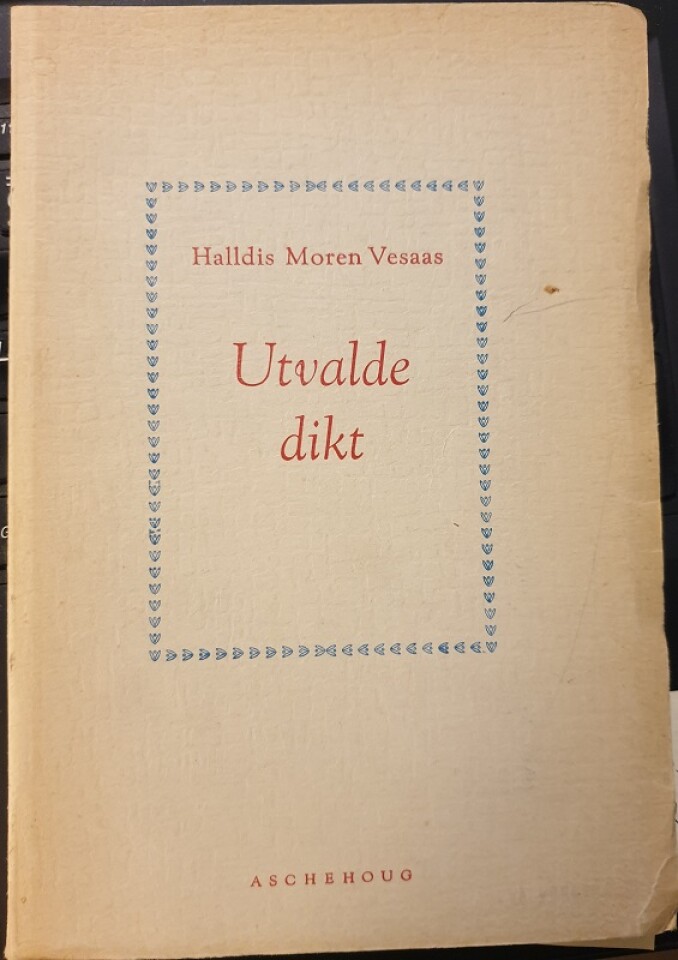 Halldis Moren Vesaas
Utvalde
dikt
ASCHEHOUG